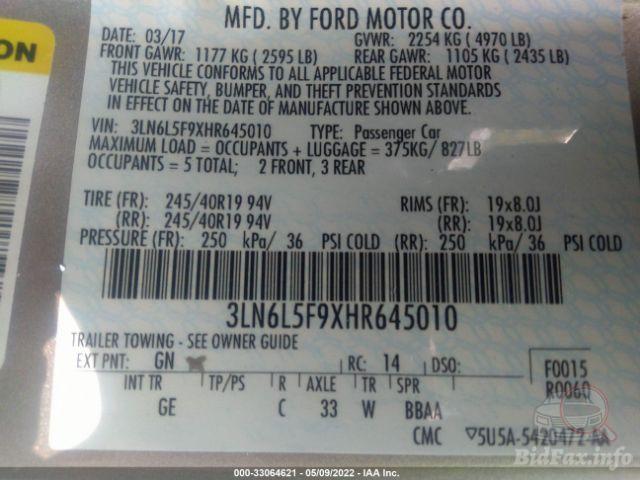 ON
MFD. BY FORD MOTOR CO.
DATE: 03/17 GVWR: 2254 KG ( 4970 LB)
FRONT GAWR: 1177 KG ( 2595 LB) REAR GAWR: 1105 KG ( 2435 LB)
THIS VEHICLE CONFORMS TO ALL APPLICABLE FEDERAL MOTOR
VEHICLE SAFETY, BUMPER, AND THEFT PREVENTION STANDARDS
IN EFFECT ON THE DATE OF MANUFACTURE SHOWN ABOVE.
VIN: 3LN6L5F9XHR645010 TYPE: Passenger Car
MAXIMUM LOAD = OCCUPANTS + LUGGAGE = 375KG/ 827LB
OCCUPANTS = 5 TOTAL; 2 FRONT, 3 REAR
TIRE (FR): 245/40R19 94V RIMS (FR): 19x8.0J
(RR): 245/40R19 94V (RR): 19x8.0J
PRESSURE (FR): 250 kPa/ 36 PSI COLD (RR): 250 kPa/ 36 PSI COLD
3LN6L5F9XHR645010
TRAILER TOWING - SEE OWNER GUIDE
EXT PNT: GN RC: 14 DSO: F0015
INT TR TP/PS R AXLE TR SPR R0060
GE C 33 W BBAA
CMC ▽5U5A-5420472-AA
000-33064621 - 05/09/2022 - IAA Inc.
BidFax.info